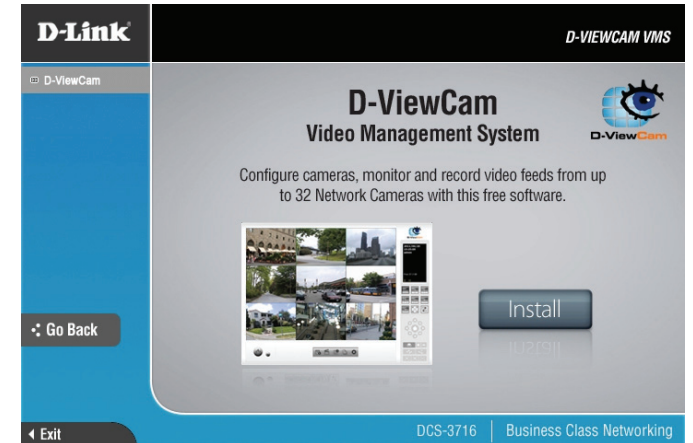 D-Link
D-VIEWCAM VMS
D-ViewCam
D-ViewCam
Video Management System
D-ViewCam
Configure cameras, monitor and record video feeds from up
to 32 Network Cameras with this free software.
Install
Go Back
Exit
DCS-3716
Business Class Networking